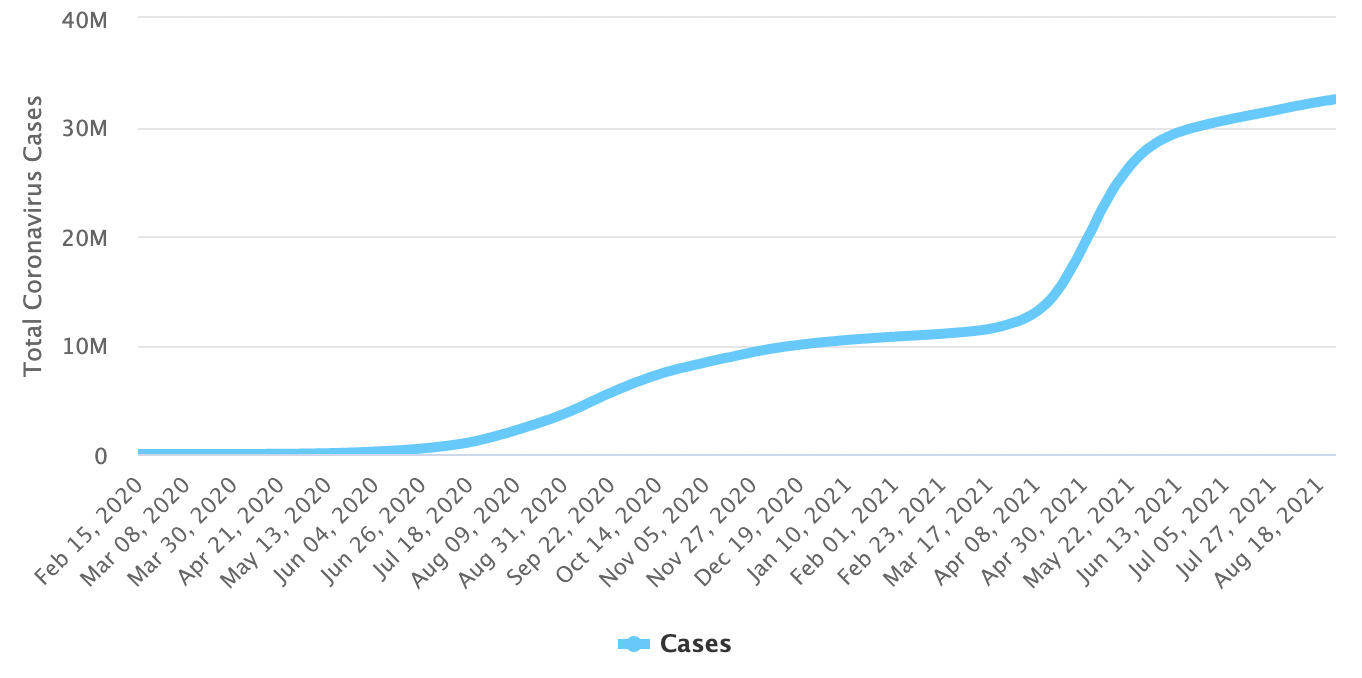 Total Coronavirus Cases
40M
30M
20M
10M
0
Feb 15, 2020
Mar 08, 2020
Mar 30, 2020
Apr 21, 2020
May 13, 2020
Jun 04, 2020
Jun 26, 2020
Jul 18, 2020
Aug 09, 2020
Aug 31, 2020
Sep 22, 2020
Oct 14, 2020
Nov 05, 2020
Nov 27, 2020
Dec 19, 2020
Jan 10, 2021
Feb 01, 2021
Feb 23, 2021
Mar 17, 2021
Apr 08, 2021
Apr 30, 2021
May 22, 2021
Jun 13, 2021
Jul 05, 2021
Jul 27, 2021
Aug 18, 2021
Cases